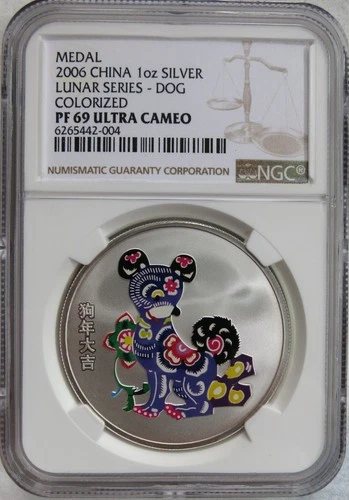 MEDAL
2006 CHINA 1oz SILVER
LUNAR SERIES - DOG
COLORIZED
PF 69 ULTRA CAMEO
6265442-004
NUMISMATIC GUARANTY CORPORATION
NGC®
狗年大吉